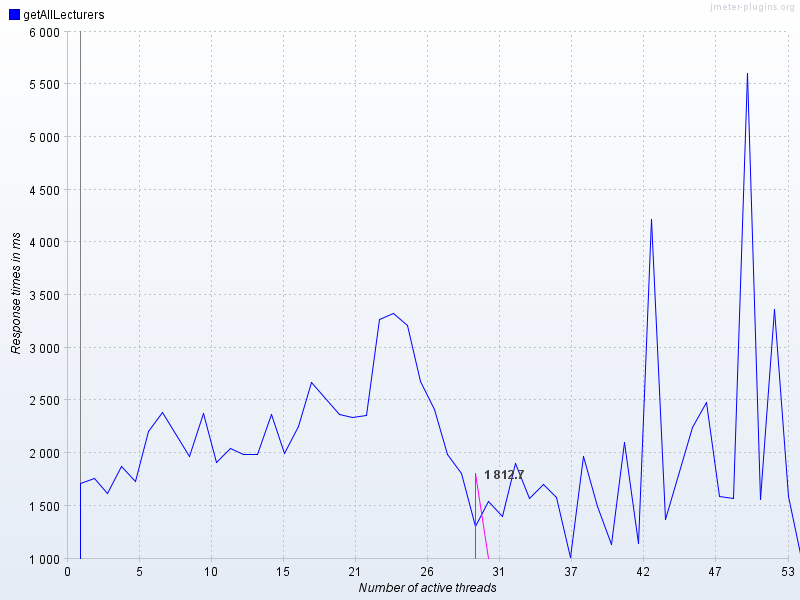 jmeter-plugins.org
getAllLecturers
6 000
5 500
5 000
4 500
4 000
3 500
3 000
2 500
2 000
1 500
1 000
Response times in ms
1 812.7
0 5 10 15 21 26 31 37 42 47 53
Number of active threads